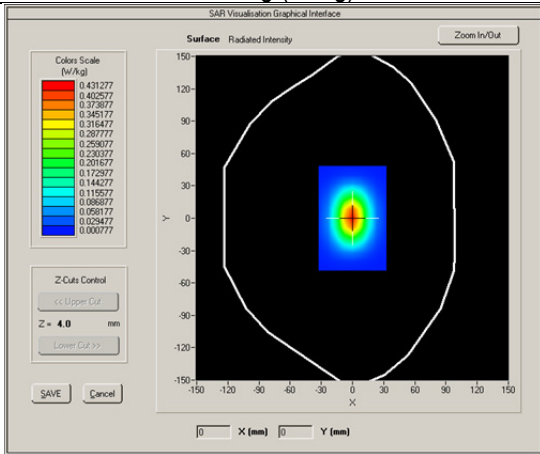 SAR Visualisation Graphical Interface
Surface Radiated Intensity
Zoom In/Out
Colors Scale
(W/kg)
0.431277
0.402577
0.373877
0.345177
0.316477
0.287777
0.259077
0.230377
0.201677
0.172977
0.144277
0.115577
0.086877
0.058177
0.029477
0.000777
Z-Cuts Control
<< Upper Cut
Z = 4.0 mm
Lower Cut >>
SAVE Cancel
150
120
90
60
30
0
-30
-60
-90
-120
-150
Y
-150 -120 -90 -60 -30 0 30 60 90 120 150
X
0 X (mm) 0 Y (mm)